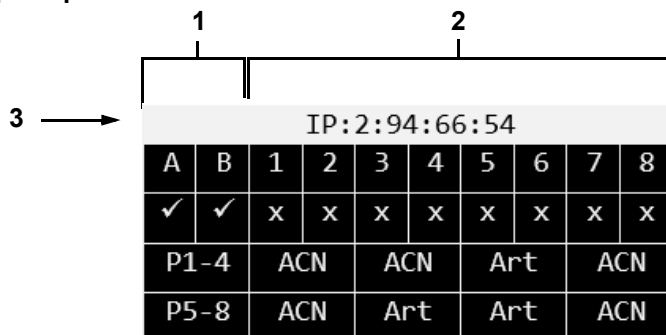 1 2
3
IP:2:94:66:54
A B 1 2 3 4 5 6 7 8
✓ ✓ x x x x x x x x
P1-4 ACN ACN Art ACN
P5-8 ACN Art Art ACN